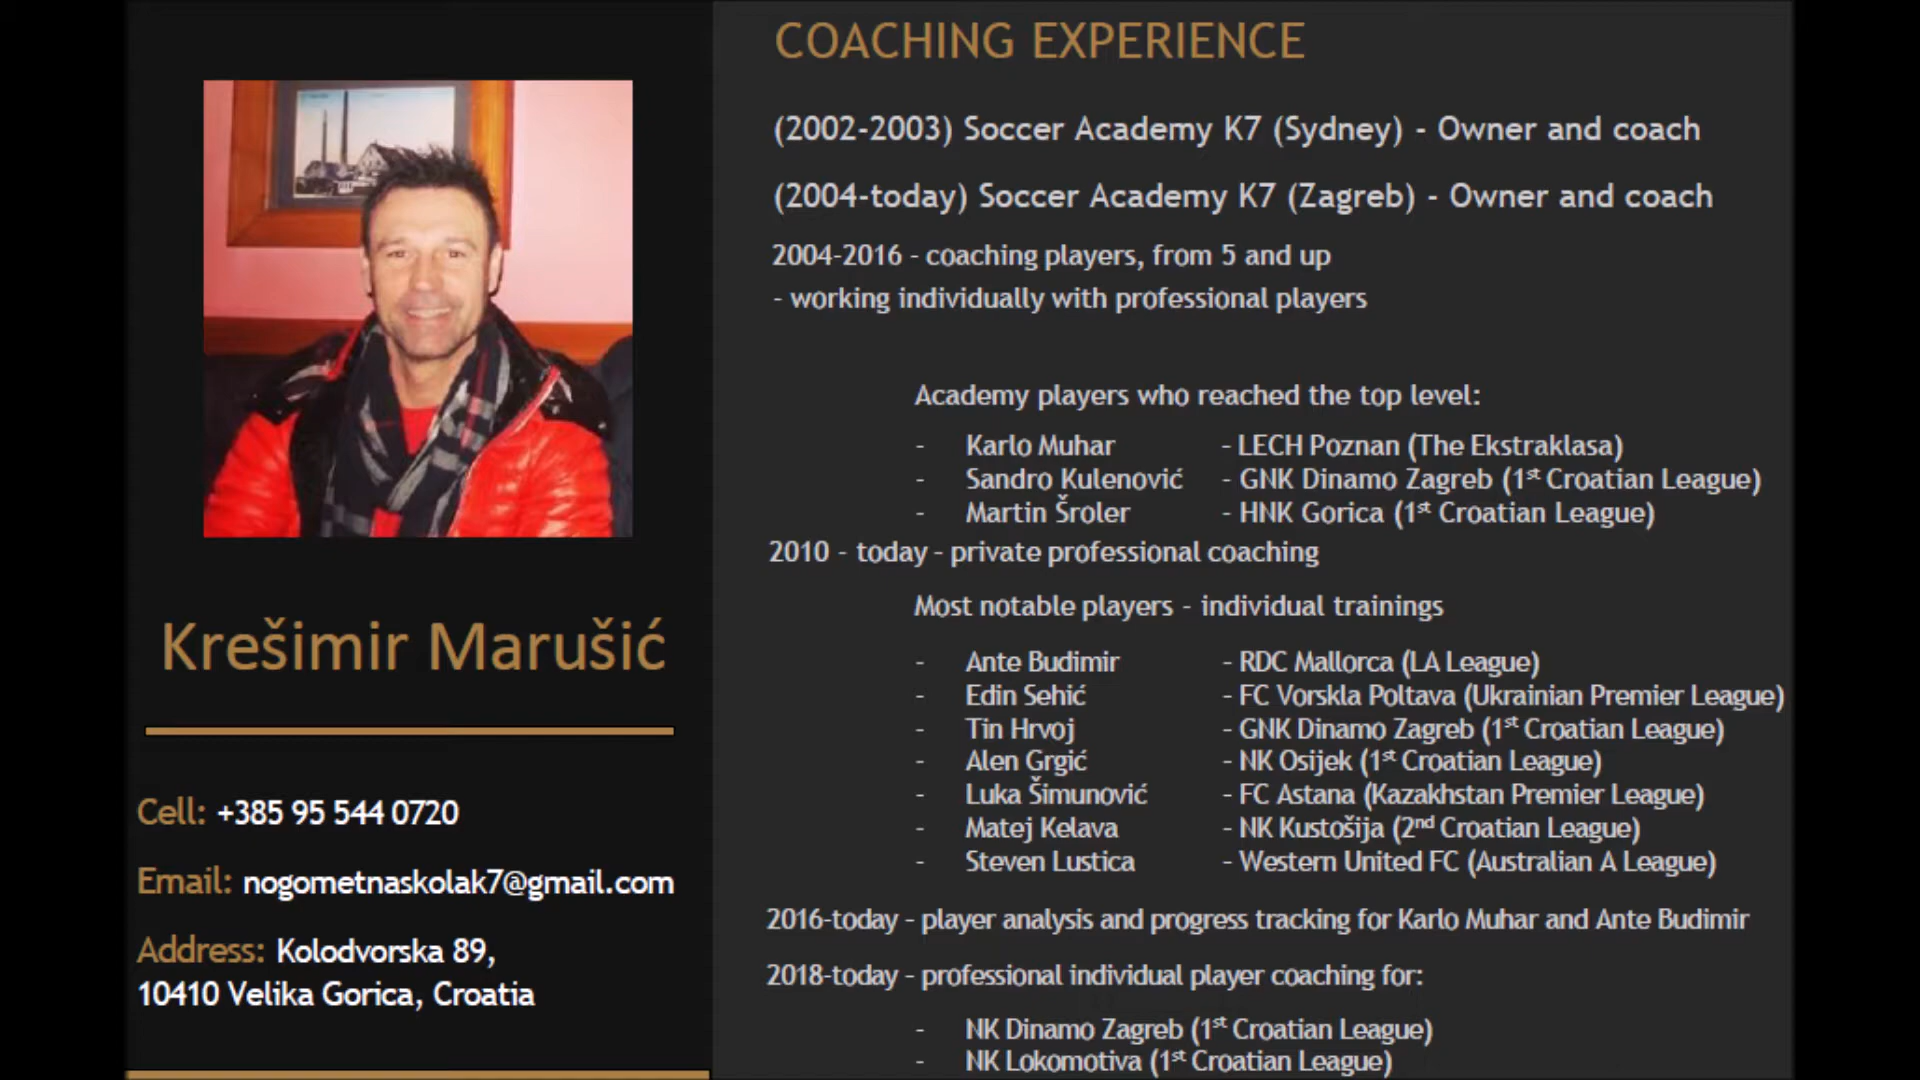 Krešimir Marušić
Cell: +385 95 544 0720
Email: nogometnaskolak7@gmail.com
Address: Kolodvorska 89,
10410 Velika Gorica, Croatia
COACHING EXPERIENCE
(2002-2003) Soccer Academy K7 (Sydney) - Owner and coach
(2004-today) Soccer Academy K7 (Zagreb) - Owner and coach
2004-2016 - coaching players, from 5 and up
- working individually with professional players
Academy players who reached the top level:
- Karlo Muhar - LECH Poznan (The Ekstraklasa)
- Sandro Kulenović - GNK Dinamo Zagreb (1st Croatian League)
- Martin Šroler - HNK Gorica (1st Croatian League)
2010 - today - private professional coaching
Most notable players - individual trainings
- Ante Budimir - RDC Mallorca (LA League)
- Edin Sehić - FC Vorskla Poltava (Ukrainian Premier League)
- Tin Hrvoj - GNK Dinamo Zagreb (1st Croatian League)
- Alen Grgić - NK Osijek (1st Croatian League)
- Luka Šimunović - FC Astana (Kazakhstan Premier League)
- Matej Kelava - NK Kustošija (2nd Croatian League)
- Steven Lustica - Western United FC (Australian A League)
2016-today - player analysis and progress tracking for Karlo Muhar and Ante Budimir
2018-today - professional individual player coaching for:
- NK Dinamo Zagreb (1st Croatian League)
- NK Lokomotiva (1st Croatian League)